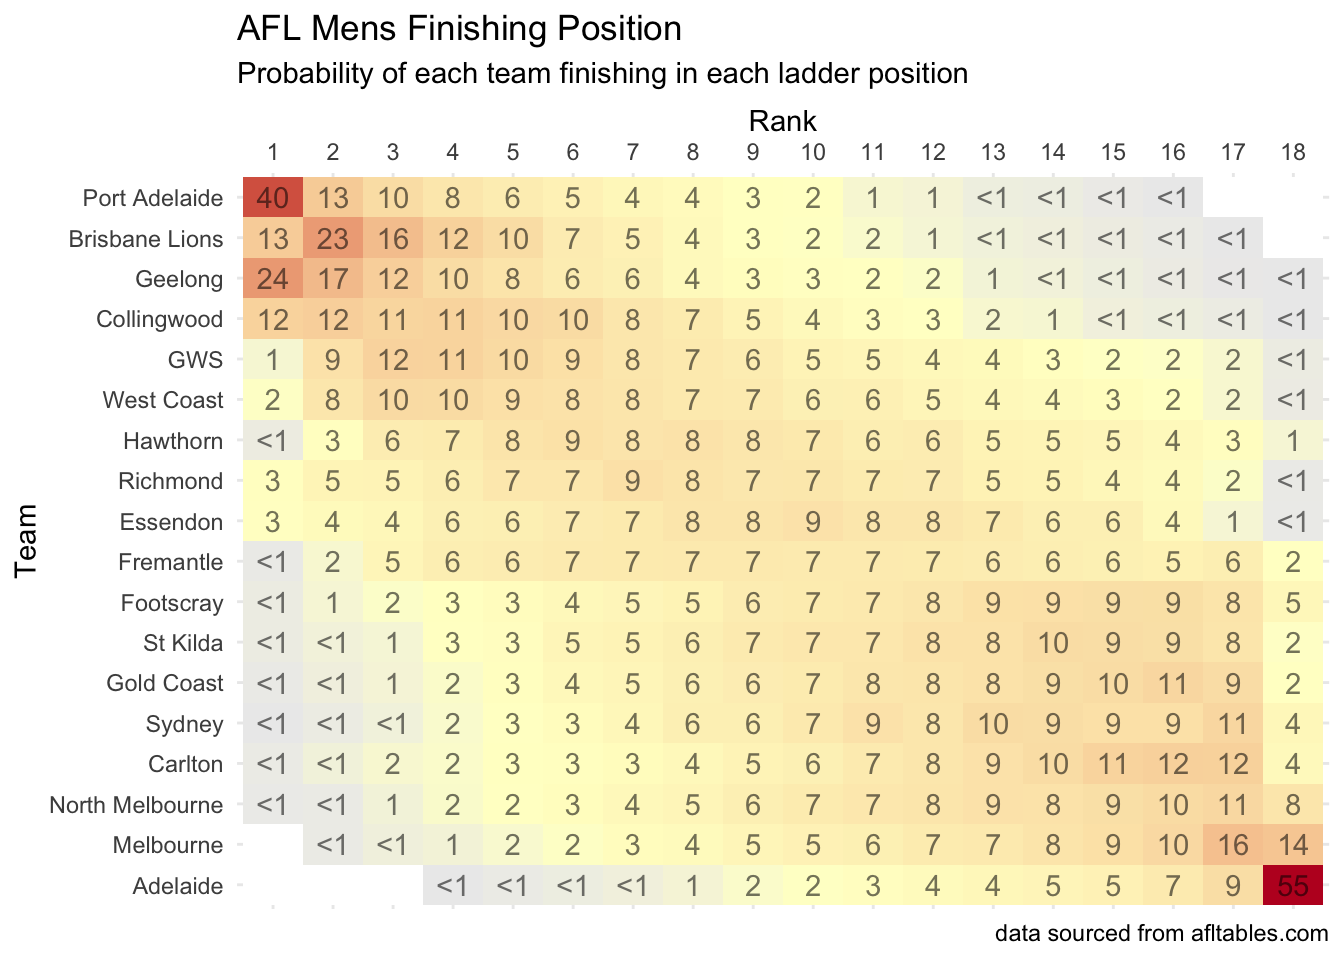 AFL Mens Finishing Position
Probability of each team finishing in each ladder position
Rank
1 2 3 4 5 6 7 8 9 10 11 12 13 14 15 16 17 18
Team
Port Adelaide 40 13 10 8 6 5 4 4 3 2 1 1 <1 <1 <1 <1
Brisbane Lions 13 23 16 12 10 7 5 4 3 2 2 1 <1 <1 <1 <1 <1
Geelong 24 17 12 10 8 6 6 4 3 3 2 2 1 <1 <1 <1 <1 <1
Collingwood 12 12 11 11 10 10 8 7 5 4 3 3 2 1 <1 <1 <1 <1
GWS 1 9 12 11 10 9 8 7 6 5 5 4 4 3 2 2 2 <1
West Coast 2 8 10 10 9 8 8 7 7 6 6 5 4 4 3 2 2 <1
Hawthorn <1 3 6 7 8 9 8 8 8 7 6 6 5 5 5 4 3 1
Richmond 3 5 5 6 7 7 9 8 7 7 7 7 5 5 4 4 2 <1
Essendon 3 4 4 6 6 7 7 8 8 9 8 8 7 6 6 4 1 <1
Fremantle <1 2 5 6 6 7 7 7 7 7 7 7 6 6 6 5 6 2
Footscray <1 1 2 3 3 4 5 5 6 7 7 8 9 9 9 9 8 5
St Kilda <1 <1 1 3 3 5 5 6 7 7 7 8 8 10 9 9 8 2
Gold Coast <1 <1 1 2 3 4 5 6 6 7 8 8 8 9 10 11 9 2
Sydney <1 <1 <1 2 3 3 4 6 6 7 9 8 10 9 9 9 11 4
Carlton <1 <1 2 2 3 3 3 4 5 6 7 8 9 10 11 12 12 4
North Melbourne <1 <1 1 2 2 3 4 5 6 7 7 8 9 8 9 10 11 8
Melbourne <1 <1 1 2 2 3 4 5 5 6 7 7 8 9 10 16 14
Adelaide <1 <1 <1 <1 1 2 2 3 4 4 5 5 7 9 55
data sourced from afltables.com